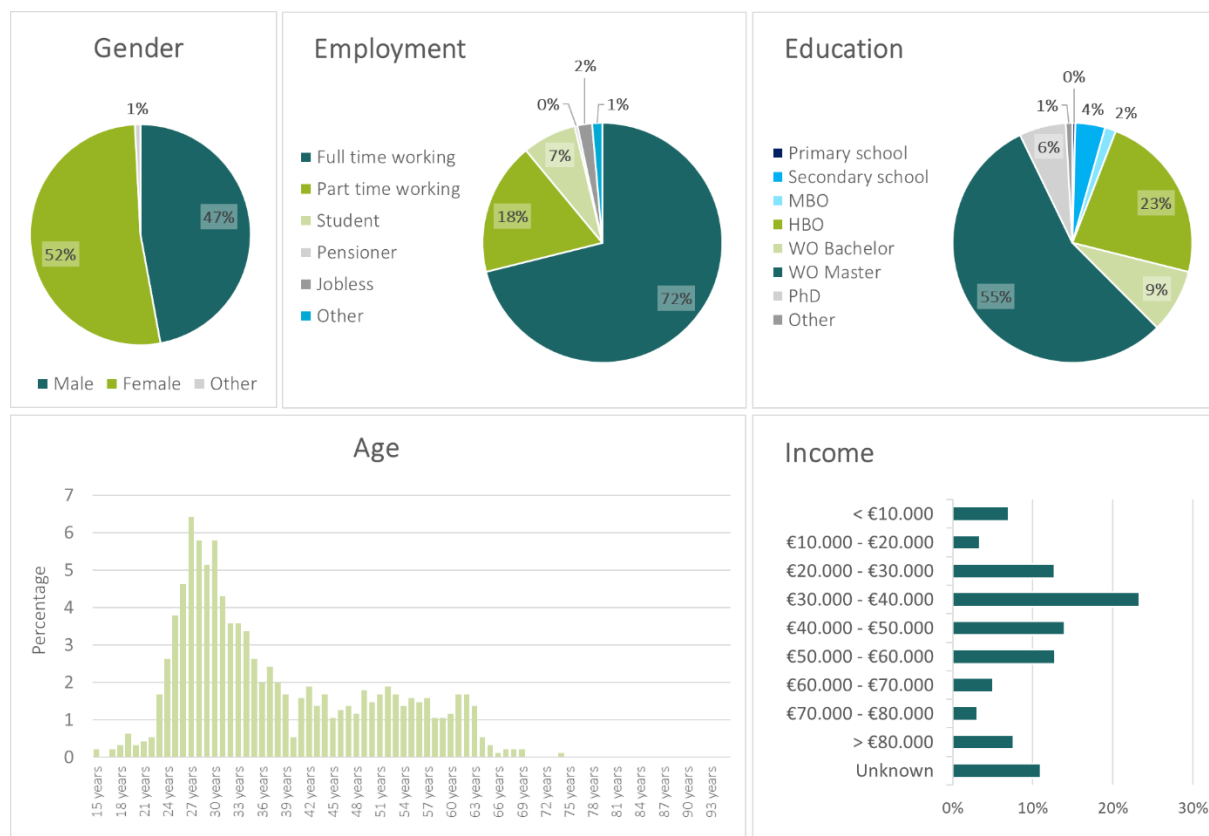 Gender
1%
47%
52%
Male Female Other
Employment
2%
0% 1%
Full time working
Part time working
Student
Pensioner
Jobless
Other
7%
18%
72%
Education
0%
1% 4% 2%
Primary school
Secondary school
MBO
HBO
WO Bachelor
WO Master
PhD
Other
6%
23%
9%
55%
Age
Percentage
7
6
5
4
3
2
1
0
15 years
18 years
21 years
24 years
27 years
30 years
33 years
36 years
39 years
42 years
45 years
48 years
51 years
54 years
57 years
60 years
63 years
66 years
69 years
72 years
75 years
78 years
81 years
84 years
87 years
90 years
93 years
Income
< €10.000
€10.000 - €20.000
€20.000 - €30.000
€30.000 - €40.000
€40.000 - €50.000
€50.000 - €60.000
€60.000 - €70.000
€70.000 - €80.000
> €80.000
Unknown
0% 10% 20% 30%